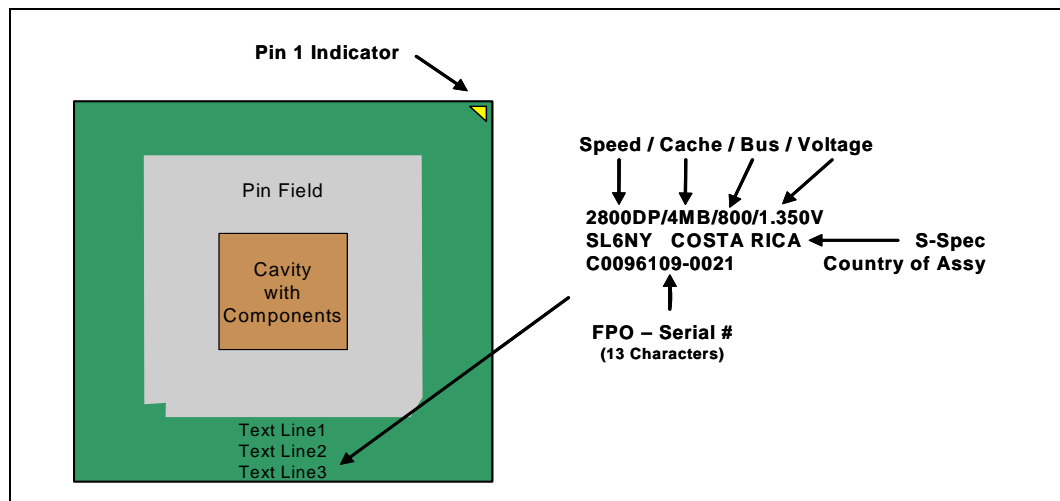 Pin 1 Indicator
Pin Field
Cavity
with
Components
Text Line1
Text Line2
Text Line3
Speed / Cache / Bus / Voltage
2800DP/4MB/800/1.350V
SL6NY COSTA RICA
C0096109-0021
S-Spec
Country of Assy
FPO – Serial #
(13 Characters)